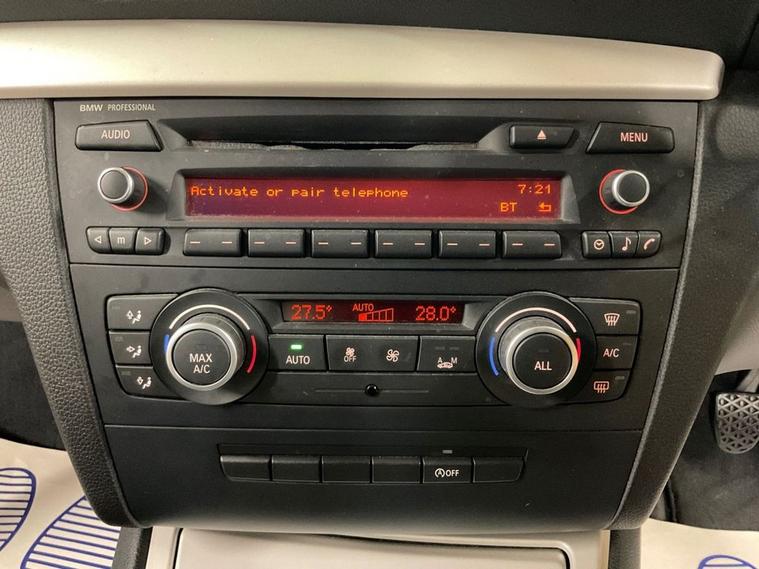 BMW PROFESSIONAL
AUDIO
MENU
Activate or pair telephone 7:21
BT
m
27.5° AUTO 28.0°
MAX A/C
AUTO
OFF
A M
ALL
A/C
A OFF